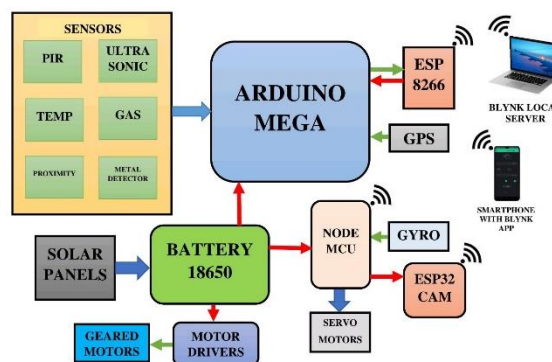 SENSORS
PIR
ULTRA
SONIC
TEMP
GAS
PROXIMITY
METAL
DETECTOR
ARDUINO
MEGA
ESP
8266
GPS
BLYNK LOCAL
SERVER
SMARTPHONE
WITH BLYNK
APP
SOLAR
PANELS
BATTERY
18650
NODE
MCU
GYRO
ESP32
CAM
GEARED
MOTORS
MOTOR
DRIVERS
SERVO
MOTORS